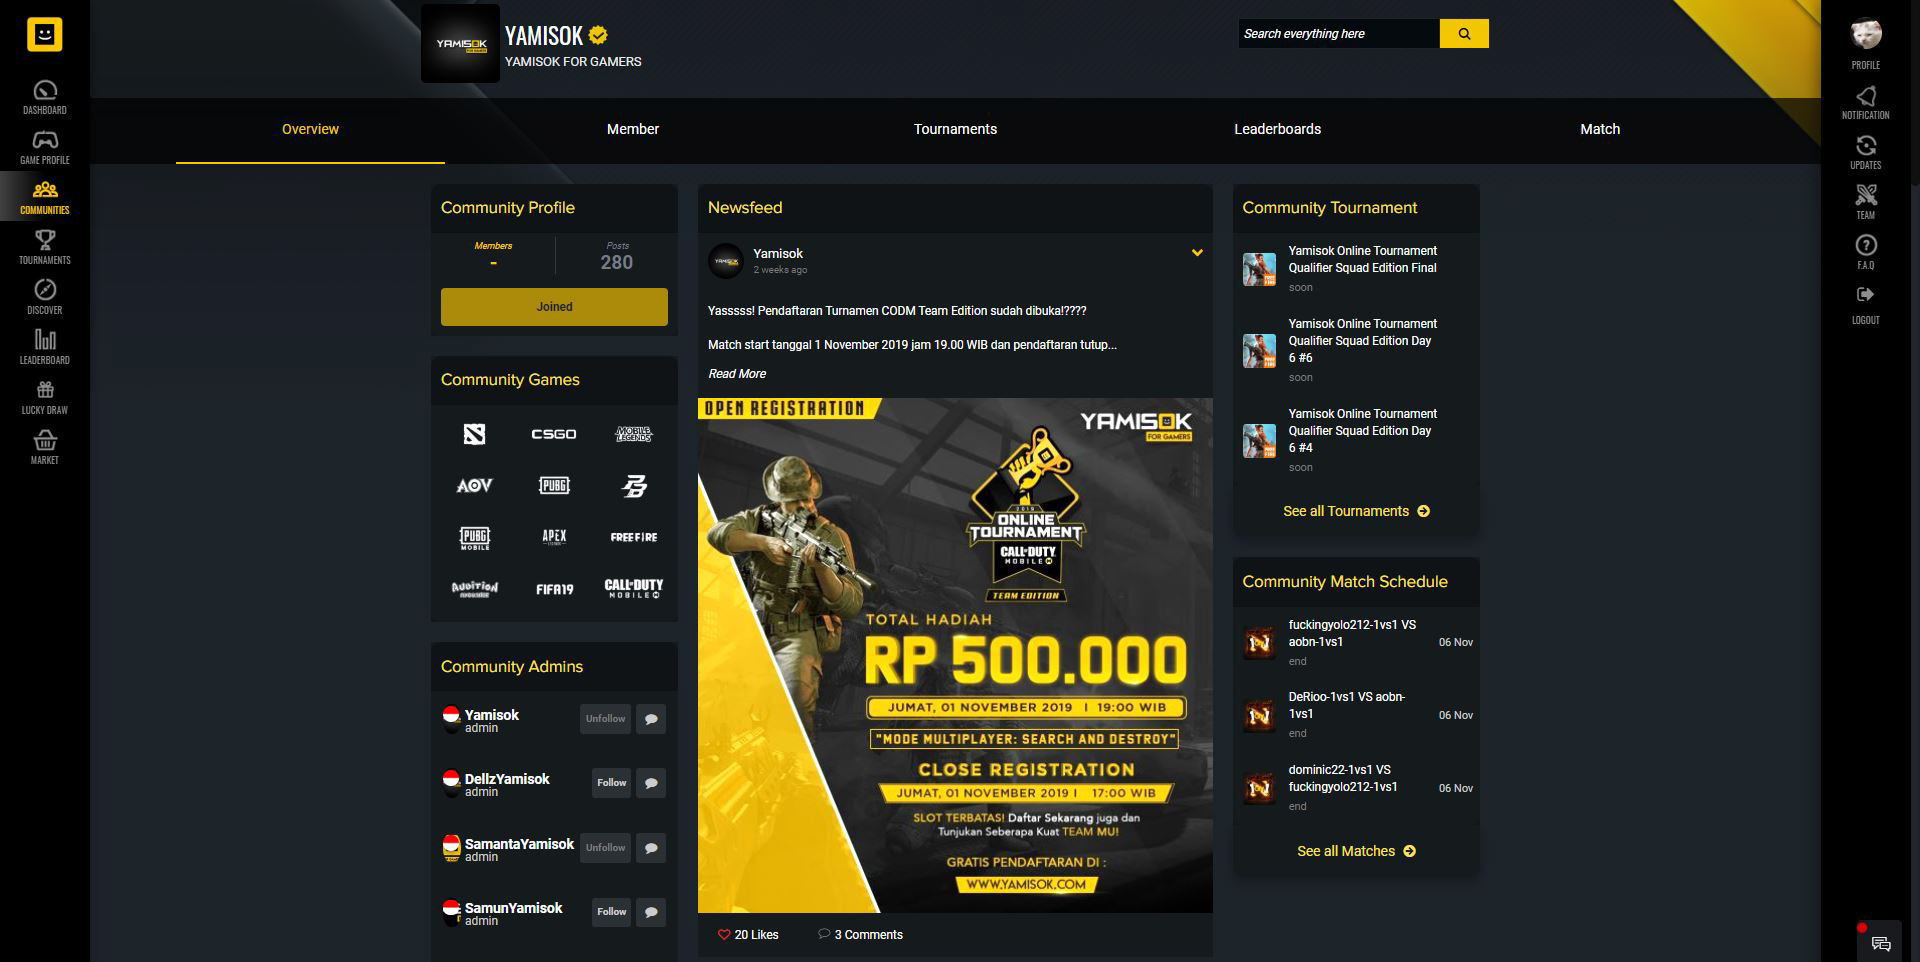 YAMISOK
FOR GAMERS
YAMISOK
YAMISOK FOR GAMERS
Search everything here
DASHBOARD
GAME PROFILE
COMMUNITIES
TOURNAMENTS
DISCOVER
LEADERBOARD
LUCKY DRAW
MARKET
PROFILE
NOTIFICATION
UPDATES
TEAM
F.A.Q
LOGOUT
Overview
Member
Tournaments
Leaderboards
Match
Community Profile
Members
-
Posts
280
Joined
Community Games
CSGO
MOBILE LEGENDS
AOV
PUBG
PB
PUBG MOBILE
APEX
FREE FIRE
AUDITION
FIFA19
CALL OF DUTY MOBILE
Community Admins
Yamisok
admin
Unfollow
DellzYamisok
admin
Follow
SamantaYamisok
admin
Unfollow
SamunYamisok
admin
Follow
Newsfeed
Yamisok
2 weeks ago
Yasssss! Pendaftaran Turnamen CODM Team Edition sudah dibuka!????
Match start tanggal 1 November 2019 jam 19.00 WIB dan pendaftaran tutup...
Read More
OPEN REGISTRATION
YAMISOK
FOR GAMERS
2019
ONLINE
TOURNAMENT
CALL OF DUTY
MOBILE
TEAM EDITION
TOTAL HADIAH
RP 500.000
JUMAT, 01 NOVEMBER 2019 I 19:00 WIB
"MODE MULTIPLAYER: SEARCH AND DESTROY"
CLOSE REGISTRATION
JUMAT, 01 NOVEMBER 2019 I 17:00 WIB
SLOT TERBATAS! Daftar Sekarang juga dan
Tunjukan Seberapa Kuat TEAM MU!
GRATIS PENDAFTARAN DI :
WWW.YAMISOK.COM
20 Likes
3 Comments
Community Tournament
Yamisok Online Tournament
Qualifier Squad Edition Final
soon
Yamisok Online Tournament
Qualifier Squad Edition Day
6 #6
soon
Yamisok Online Tournament
Qualifier Squad Edition Day
6 #4
soon
See all Tournaments
Community Match Schedule
fuckingyolo212-1vs1 VS
aobn-1vs1
06 Nov
end
DeRioo-1vs1 VS aobn-
1vs1
06 Nov
end
dominic22-1vs1 VS
fuckingyolo212-1vs1
06 Nov
end
See all Matches